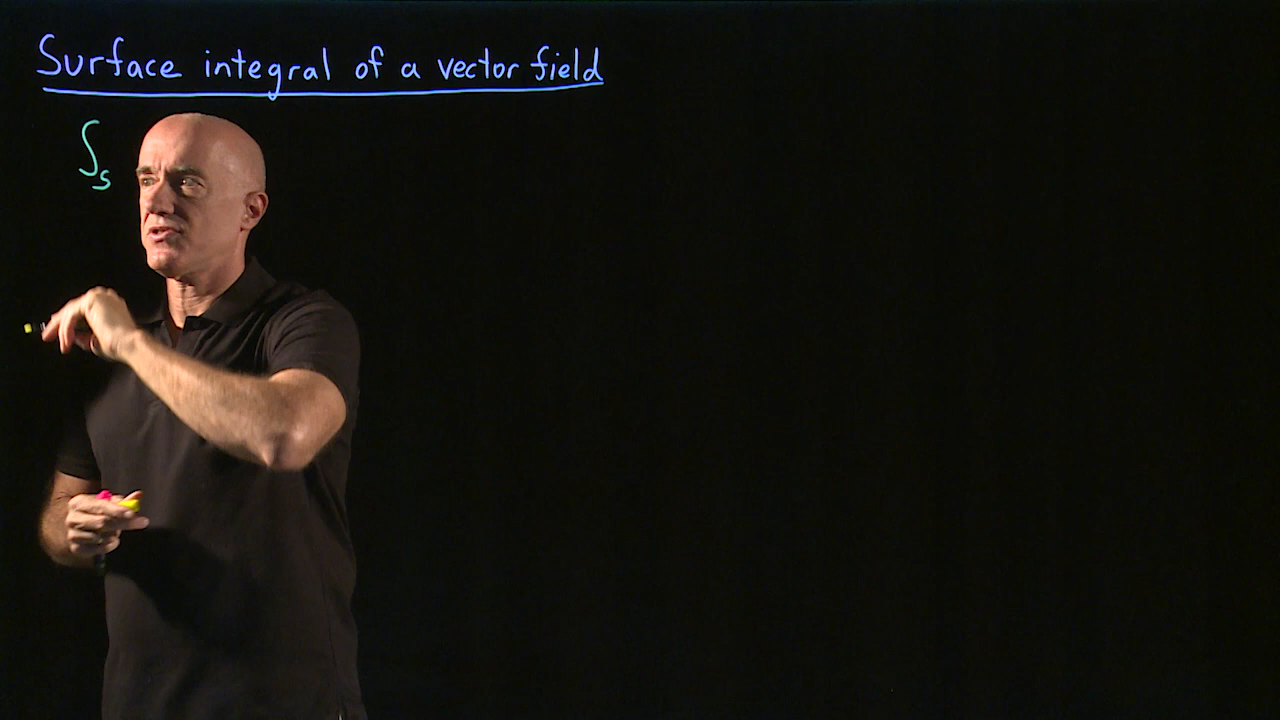 Surface integral of a vector field
∫s